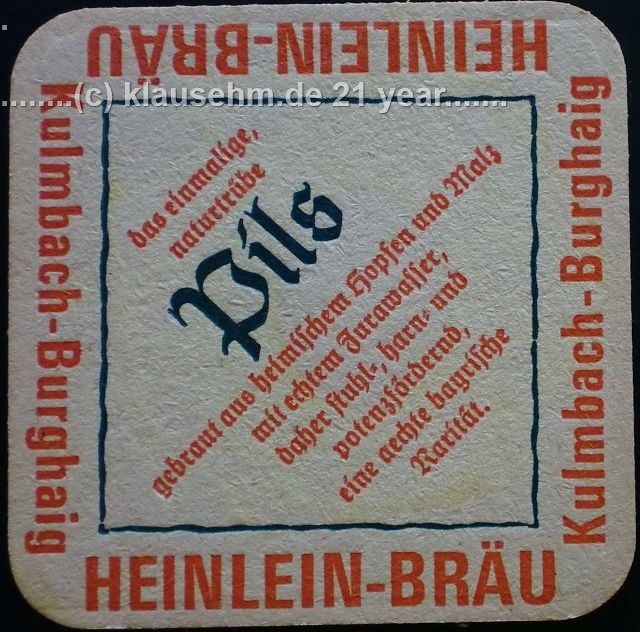 HEINLEIN-BRÄU
.........(c) klausehm.de 21 year.......
Kulmbach-Burghaig
Kulmbach-Burghaig
das einmalige,
naturtrübe
Pils
gebraut aus heimischem Hopfen und Malz
mit echtem Jurawasser,
daher stuhl-, harn- und
potenzfördernd,
eine aechte bayrische
Rarität.
HEINLEIN-BRÄU